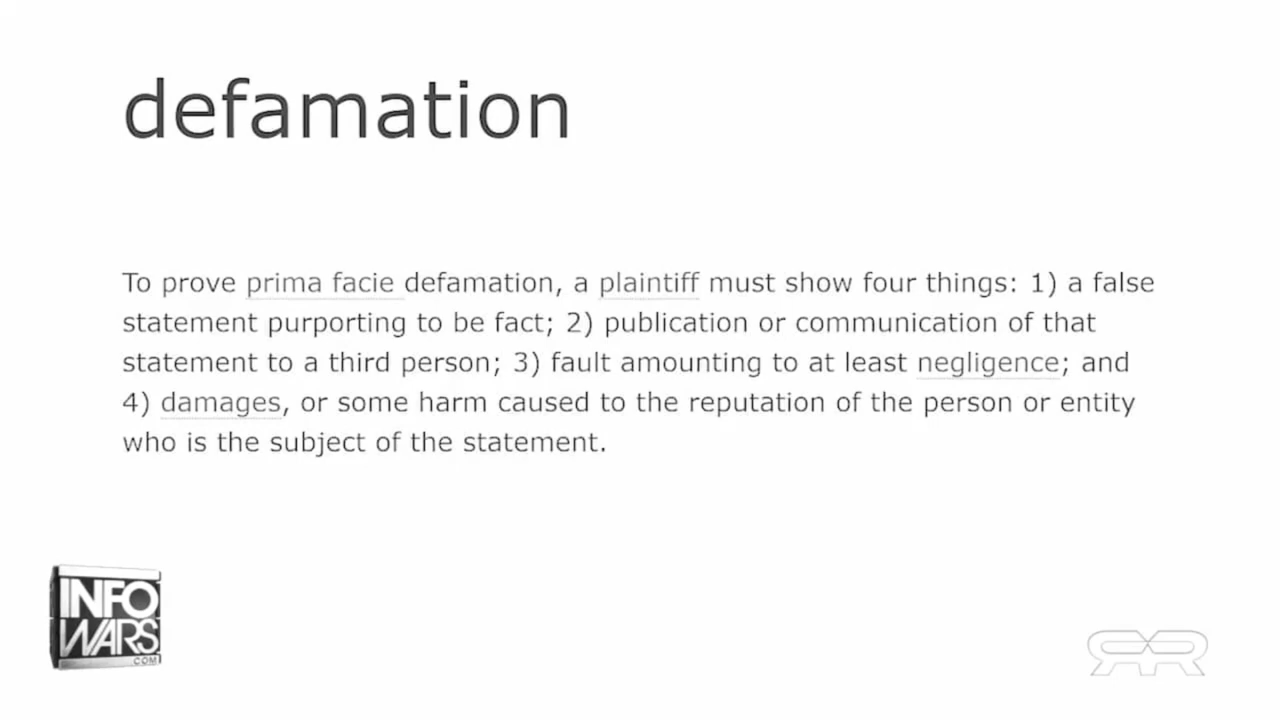 defamation
To prove prima facie defamation, a plaintiff must show four things: 1) a false
statement purporting to be fact; 2) publication or communication of that
statement to a third person; 3) fault amounting to at least negligence; and
4) damages, or some harm caused to the reputation of the person or entity
who is the subject of the statement.
INFO
WARS
.COM
RR